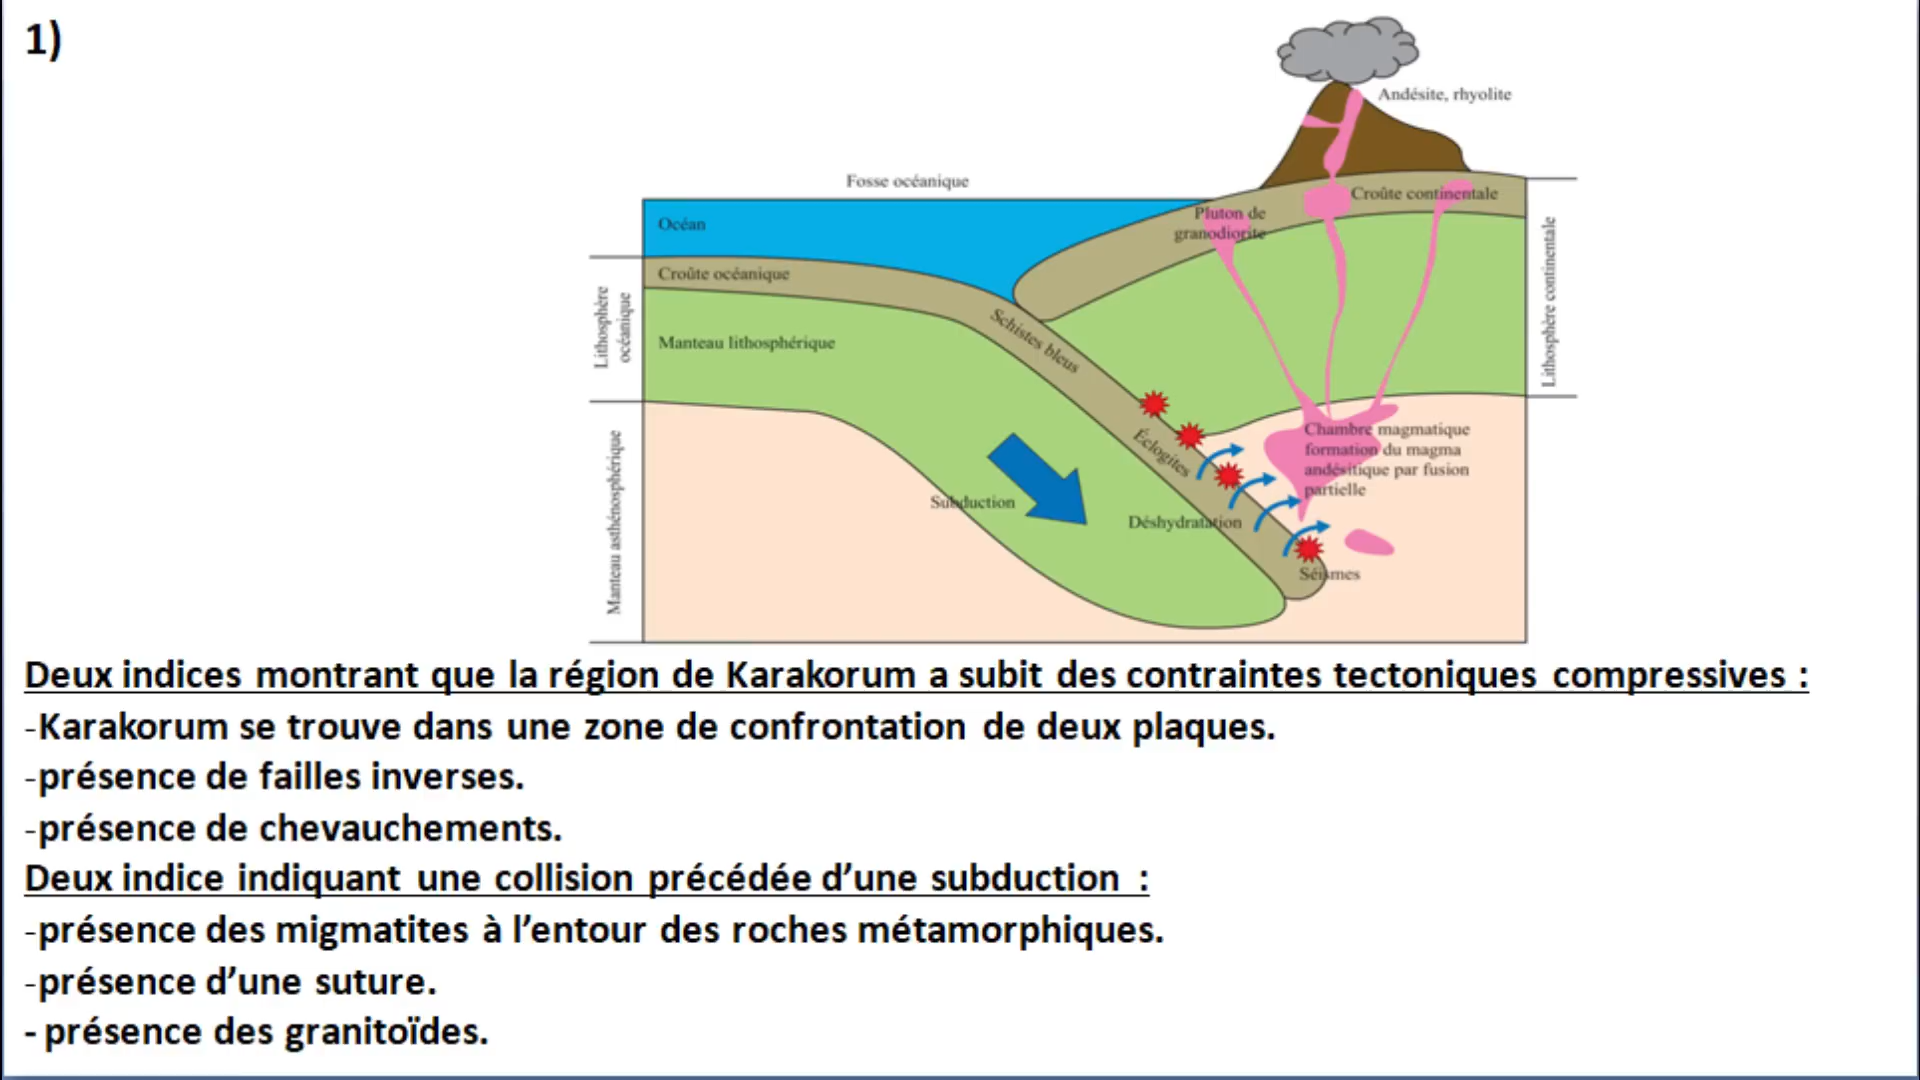 1)
Andésite, rhyolite
Fosse océanique
Croûte continentale
Pluton de
granodiorite
Océan
Croûte océanique
Lithosphère
océanique
Lithosphère continentale
Schistes bleus
Manteau lithosphérique
Chambre magmatique
formation du magma
andésitique par fusion
partielle
Éclogites
Subduction
Déshydratation
Manteau asthénosphérique
Séismes
Deux indices montrant que la région de Karakorum a subit des contraintes tectoniques compressives :
-Karakorum se trouve dans une zone de confrontation de deux plaques.
-présence de failles inverses.
-présence de chevauchements.
Deux indice indiquant une collision précédée d’une subduction :
-présence des migmatites à l’entour des roches métamorphiques.
-présence d’une suture.
- présence des granitoïdes.